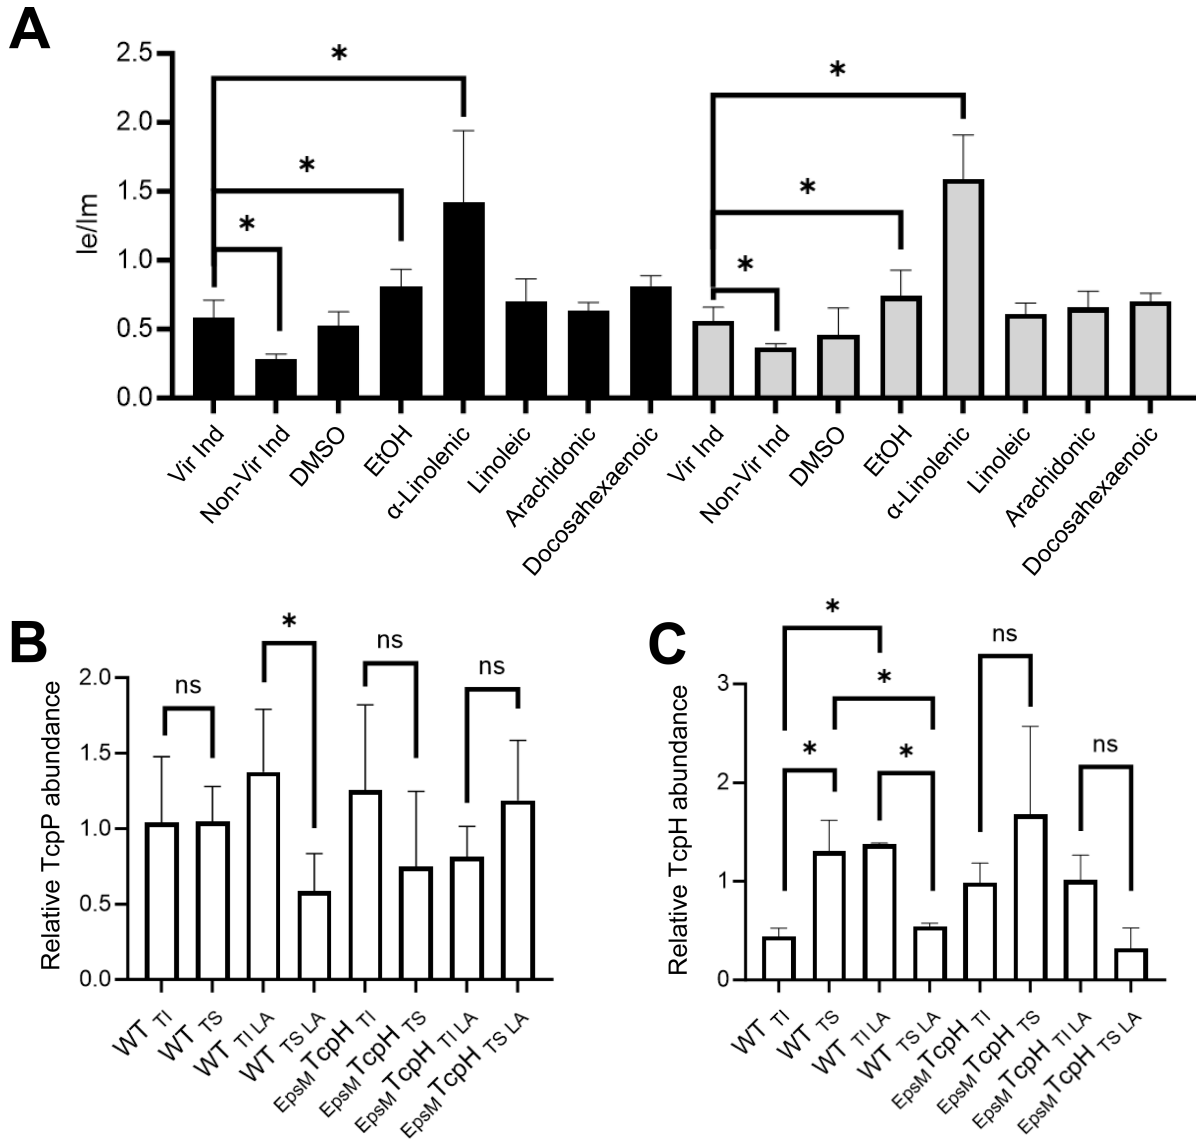 A
Ie/Im
2.5
2.0
1.5
1.0
0.5
0.0
* * * * * *
Vir Ind
Non-Vir Ind
DMSO
EtOH
α-Linolenic
Linoleic
Arachidonic
Docosahexaenoic
Vir Ind
Non-Vir Ind
DMSO
EtOH
α-Linolenic
Linoleic
Arachidonic
Docosahexaenoic
B
Relative TcpP abundance
2.0
1.5
1.0
0.5
0.0
ns * ns ns
WT TI
WT TS
WT TI LA
WT TS LA
EpsM TcpH TI
EpsM TcpH TS
EpsM TcpH TI LA
EpsM TcpH TS LA
C
Relative TcpH abundance
3
2
1
0
* * * * ns ns
WT TI
WT TS
WT TI LA
WT TS LA
EpsM TcpH TI
EpsM TcpH TS
EpsM TcpH TI LA
EpsM TcpH TS LA